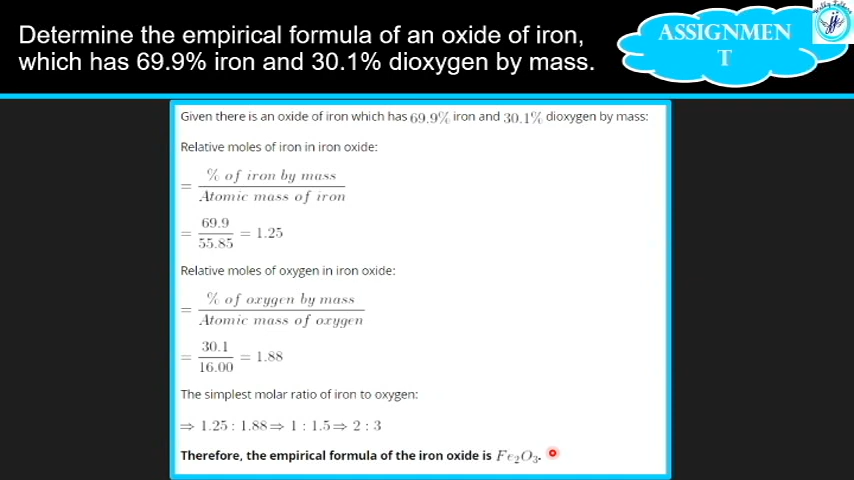 Determine the empirical formula of an oxide of iron,
which has 69.9% iron and 30.1% dioxygen by mass.
ASSIGNMEN
T
Given there is an oxide of iron which has 69.9% iron and 30.1% dioxygen by mass:
Relative moles of iron in iron oxide:
= % of iron by mass / Atomic mass of iron
= 69.9 / 55.85 = 1.25
Relative moles of oxygen in iron oxide:
= % of oxygen by mass / Atomic mass of oxygen
= 30.1 / 16.00 = 1.88
The simplest molar ratio of iron to oxygen:
⇒ 1.25 : 1.88 ⇒ 1 : 1.5 ⇒ 2 : 3
Therefore, the empirical formula of the iron oxide is Fe₂O₃.